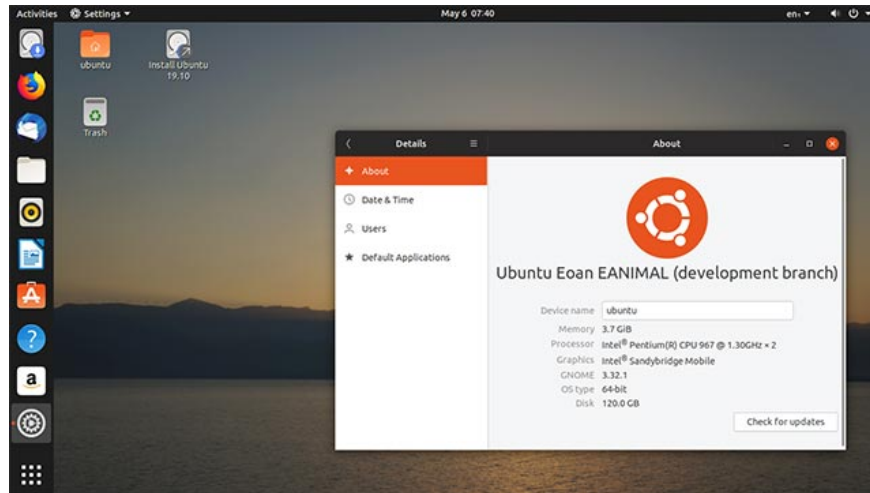 Activities Settings May 6 07:40 en₁
ubuntu
Install Ubuntu
19.10
Trash
Details
About
About
Date & Time
Users
Default Applications
Ubuntu Eoan EANIMAL (development branch)
Device name ubuntu
Memory 3.7 GiB
Processor Intel® Pentium(R) CPU 967 @ 1.30GHz × 2
Graphics Intel® Sandybridge Mobile
GNOME 3.32.1
OS type 64-bit
Disk 120.0 GB
Check for updates
A
?
a